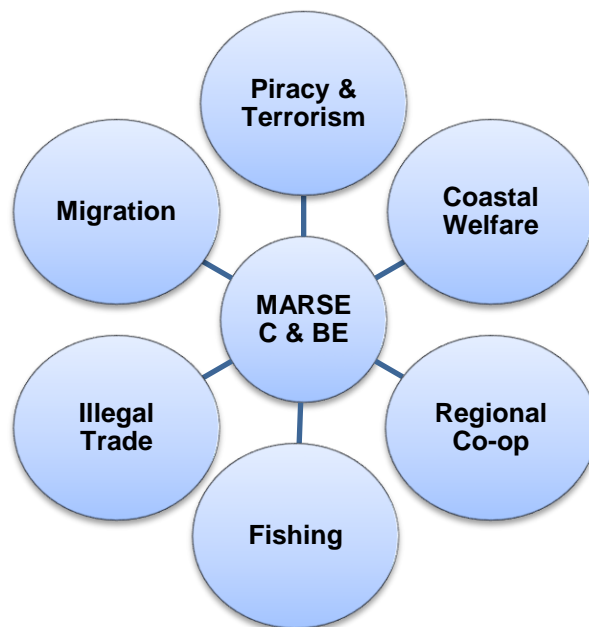 Piracy &
Terrorism
Coastal
Welfare
Regional
Co-op
Fishing
Illegal
Trade
Migration
MARSE
C & BE